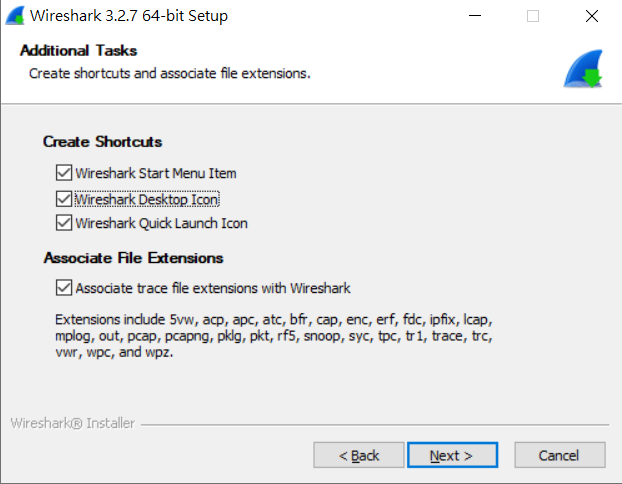 Wireshark 3.2.7 64-bit Setup
Additional Tasks
Create shortcuts and associate file extensions.
Create Shortcuts
Wireshark Start Menu Item
Wireshark Desktop Icon
Wireshark Quick Launch Icon
Associate File Extensions
Associate trace file extensions with Wireshark
Extensions include 5vw, acp, apc, atc, bfr, cap, enc, erf, fdc, ipfix, lcap,
mplog, out, pcap, pcapng, pklg, pkt, rf5, snoop, syc, tpc, tr1, trace, trc,
vwr, wpc, and wpz.
Wireshark® Installer
< Back
Next >
Cancel